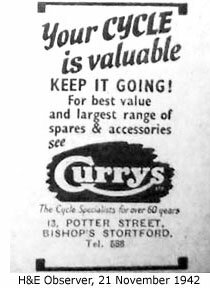 Your CYCLE
is valuable
KEEP IT GOING!
For best value
and largest range of
spares & accessories
see
Currys
LTD
The Cycle Specialists for over 60 years
13, POTTER STREET,
BISHOP'S STORTFORD.
Tel. 588
H&E Observer, 21 November 1942